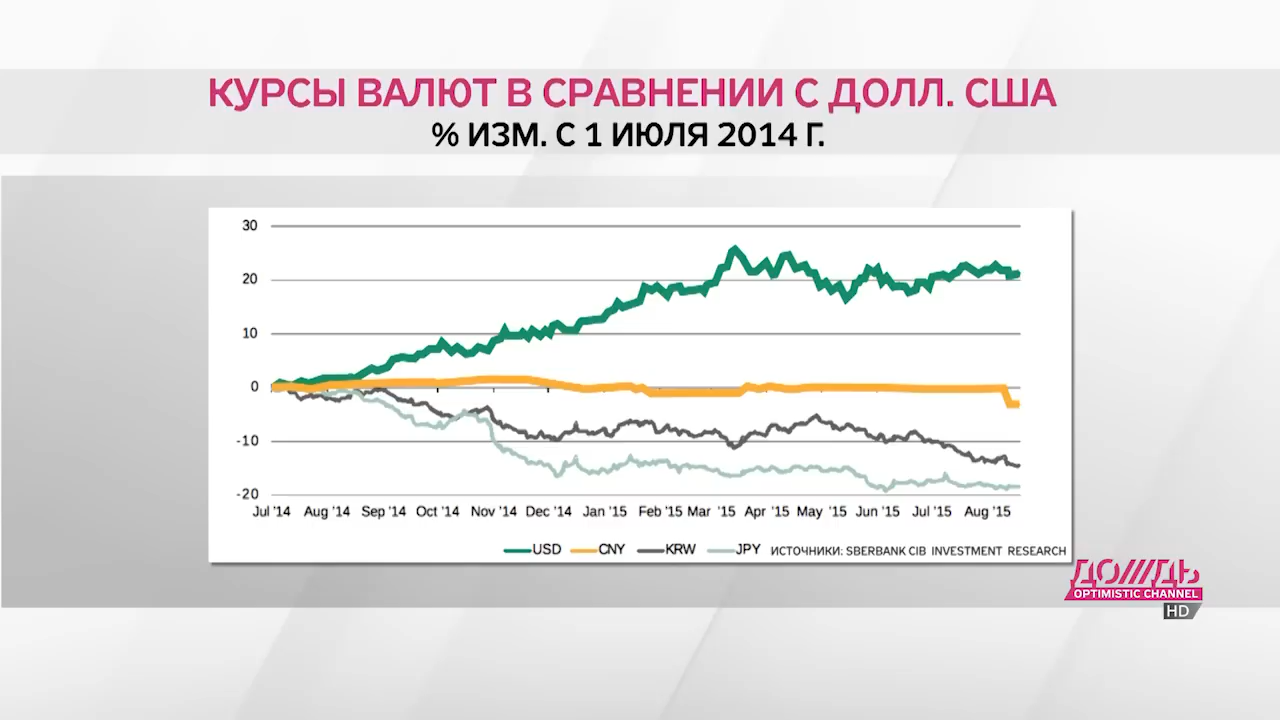 КУРСЫ ВАЛЮТ В СРАВНЕНИИ С ДОЛЛ. США
% ИЗМ. С 1 ИЮЛЯ 2014 Г.
30
20
10
0
-10
-20
Jul '14 Aug '14 Sep '14 Oct '14 Nov '14 Dec '14 Jan '15 Feb '15 Mar '15 Apr '15 May '15 Jun '15 Jul '15 Aug '15
USD CNY KRW JPY ИСТОЧНИКИ: SBERBANK CIB INVESTMENT RESEARCH
ДОЖДЬ
OPTIMISTIC CHANNEL
HD